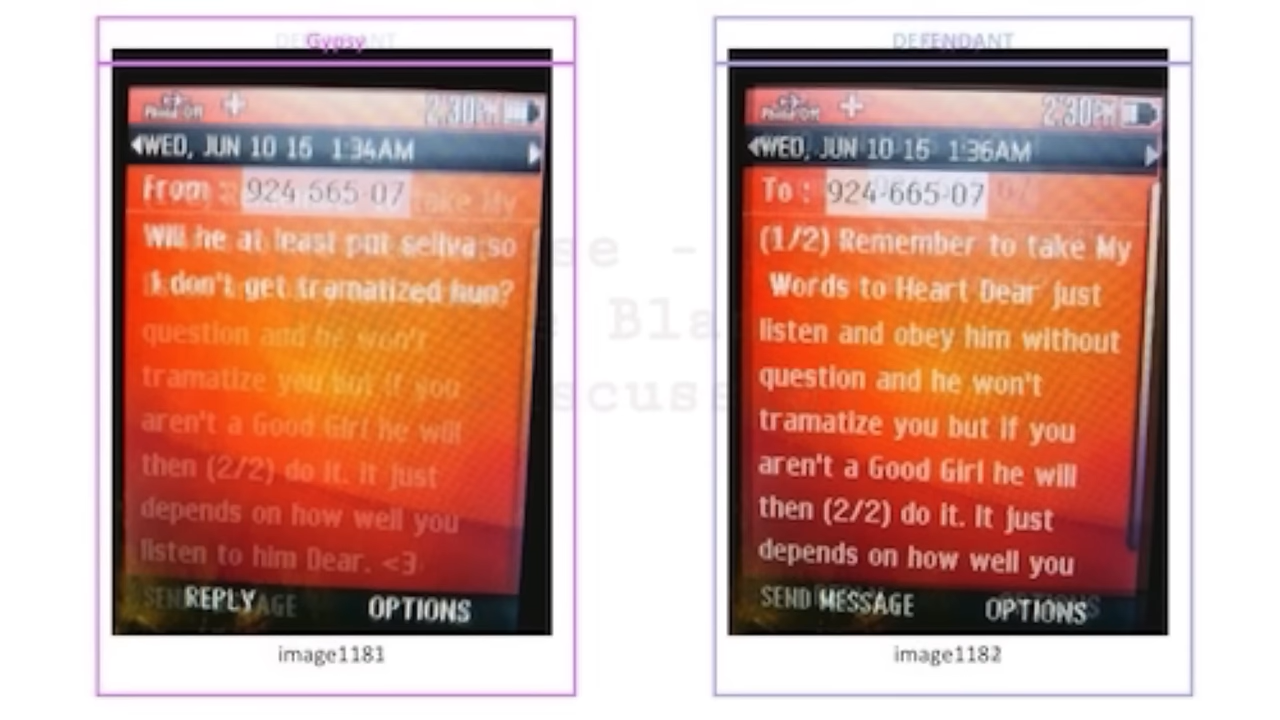 Gypsy
2:30PM
WED, JUN 10 15 1:34AM
From :
take My
Will he at least put seliva so
I don't get tramatized hun?
question and he won't
tramatize you but if you
aren't a Good Girl he will
then (2/2) do it. It just
depends on how well you
listen to him Dear. <3
REPLY OPTIONS
image1181
DEFENDANT
2:30PM
WED, JUN 10 15 1:36AM
To : 924-665-07
(1/2) Remember to take My
Words to Heart Dear just
listen and obey him without
question and he won't
tramatize you but if you
aren't a Good Girl he will
then (2/2) do it. It just
depends on how well you
SEND MESSAGE OPTIONS
image1182